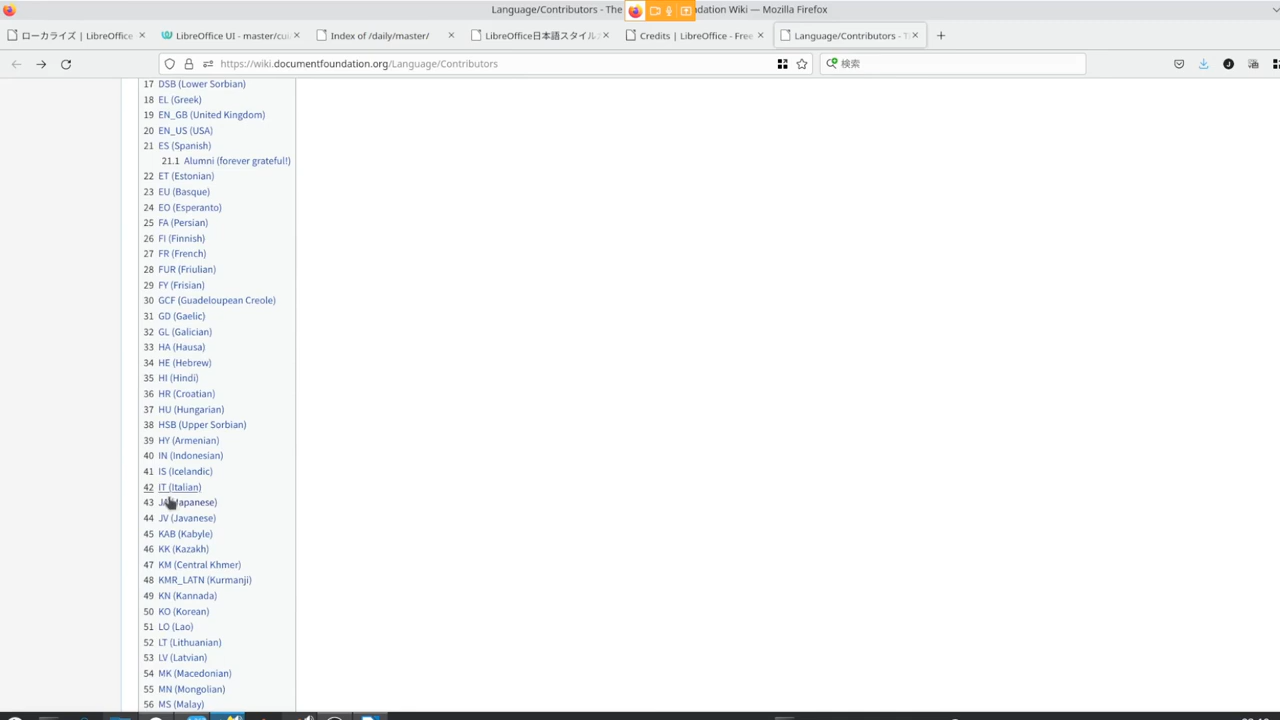 Language/Contributors - The ndation Wiki — Mozilla Firefox
ローカライズ | LibreOffice
LibreOffice UI - master/cui
Index of /daily/master/
LibreOffice日本語スタイル
Credits | LibreOffice - Free
Language/Contributors - T
https://wiki.documentfoundation.org/Language/Contributors
検索
17 DSB (Lower Sorbian)
18 EL (Greek)
19 EN_GB (United Kingdom)
20 EN_US (USA)
21 ES (Spanish)
21.1 Alumni (forever grateful!)
22 ET (Estonian)
23 EU (Basque)
24 EO (Esperanto)
25 FA (Persian)
26 FI (Finnish)
27 FR (French)
28 FUR (Friulian)
29 FY (Frisian)
30 GCF (Guadeloupean Creole)
31 GD (Gaelic)
32 GL (Galician)
33 HA (Hausa)
34 HE (Hebrew)
35 HI (Hindi)
36 HR (Croatian)
37 HU (Hungarian)
38 HSB (Upper Sorbian)
39 HY (Armenian)
40 IN (Indonesian)
41 IS (Icelandic)
42 IT (Italian)
43 JA (Japanese)
44 JV (Javanese)
45 KAB (Kabyle)
46 KK (Kazakh)
47 KM (Central Khmer)
48 KMR_LATN (Kurmanji)
49 KN (Kannada)
50 KO (Korean)
51 LO (Lao)
52 LT (Lithuanian)
53 LV (Latvian)
54 MK (Macedonian)
55 MN (Mongolian)
56 MS (Malay)